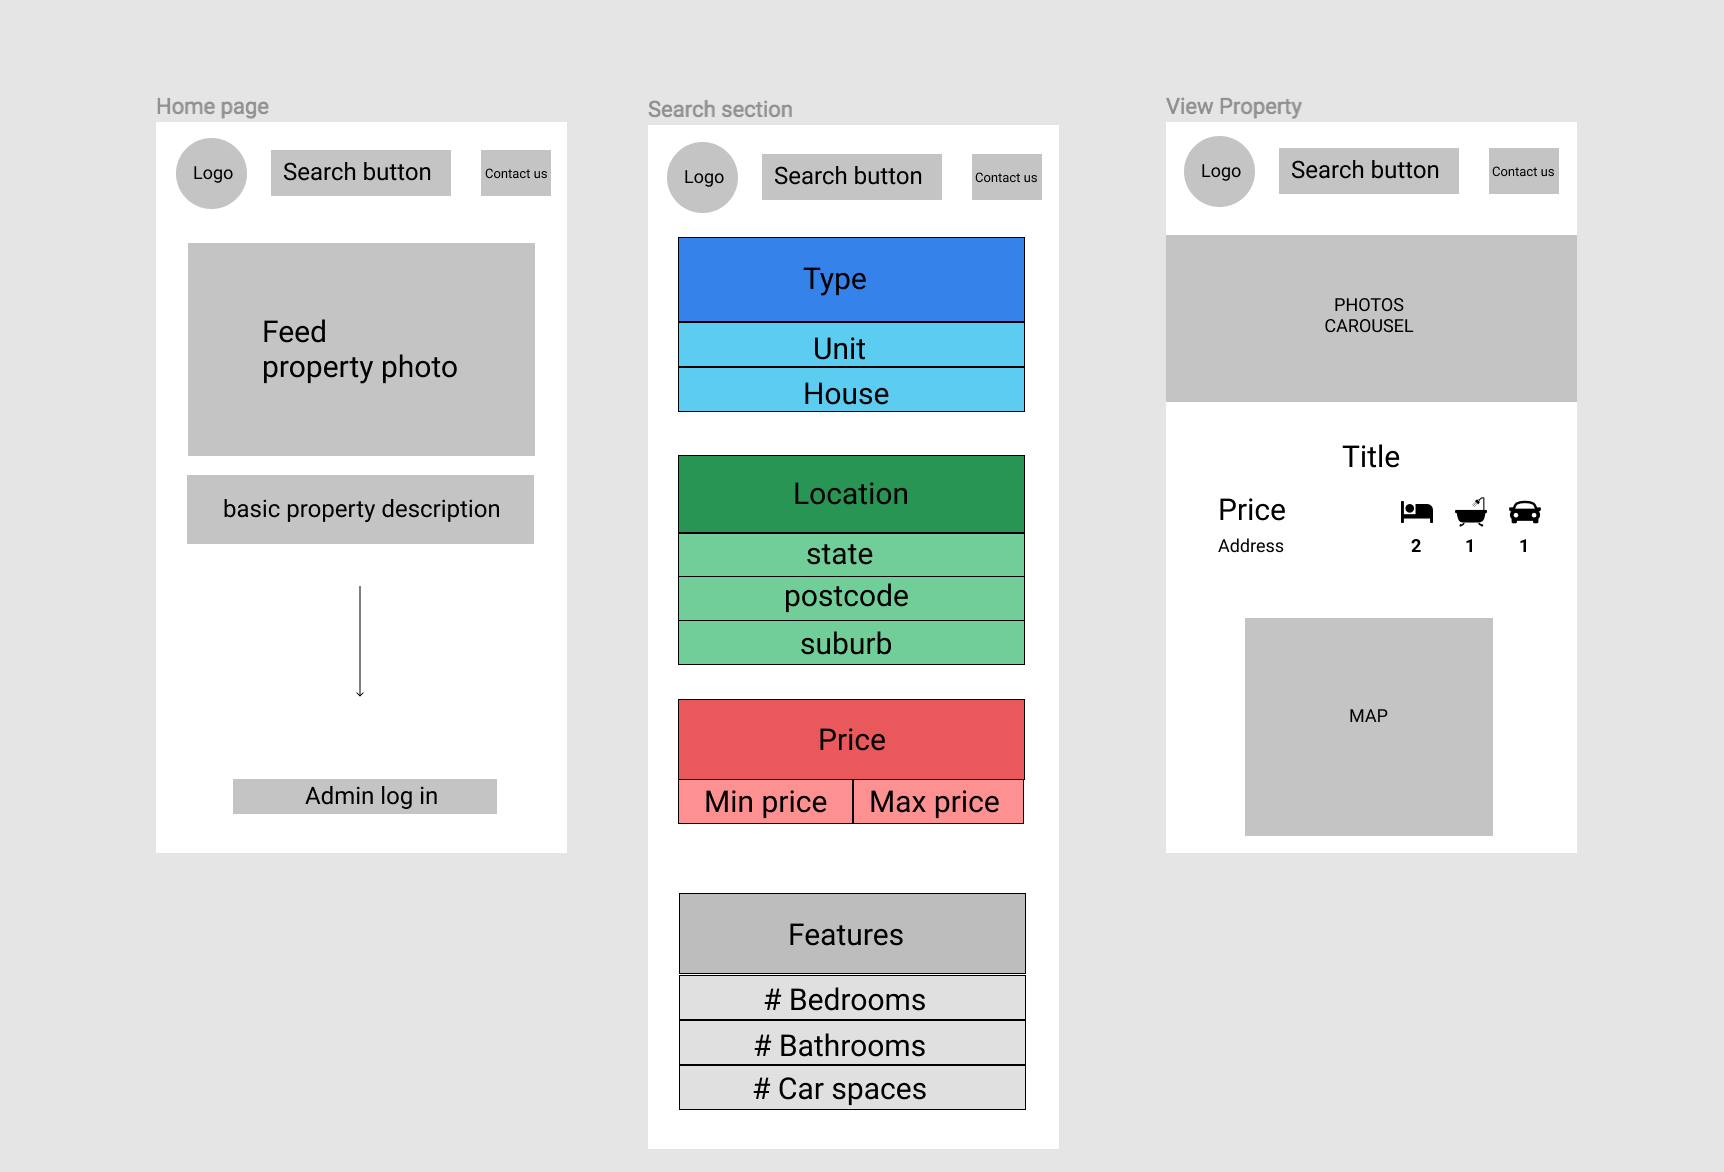 Home page
Logo
Search button
Contact us
Feed
property photo
basic property description
Admin log in
Search section
Logo
Search button
Contact us
Type
Unit
House
Location
state
postcode
suburb
Price
Min price
Max price
Features
# Bedrooms
# Bathrooms
# Car spaces
View Property
Logo
Search button
Contact us
PHOTOS
CAROUSEL
Title
Price
Address
2 1 1
MAP